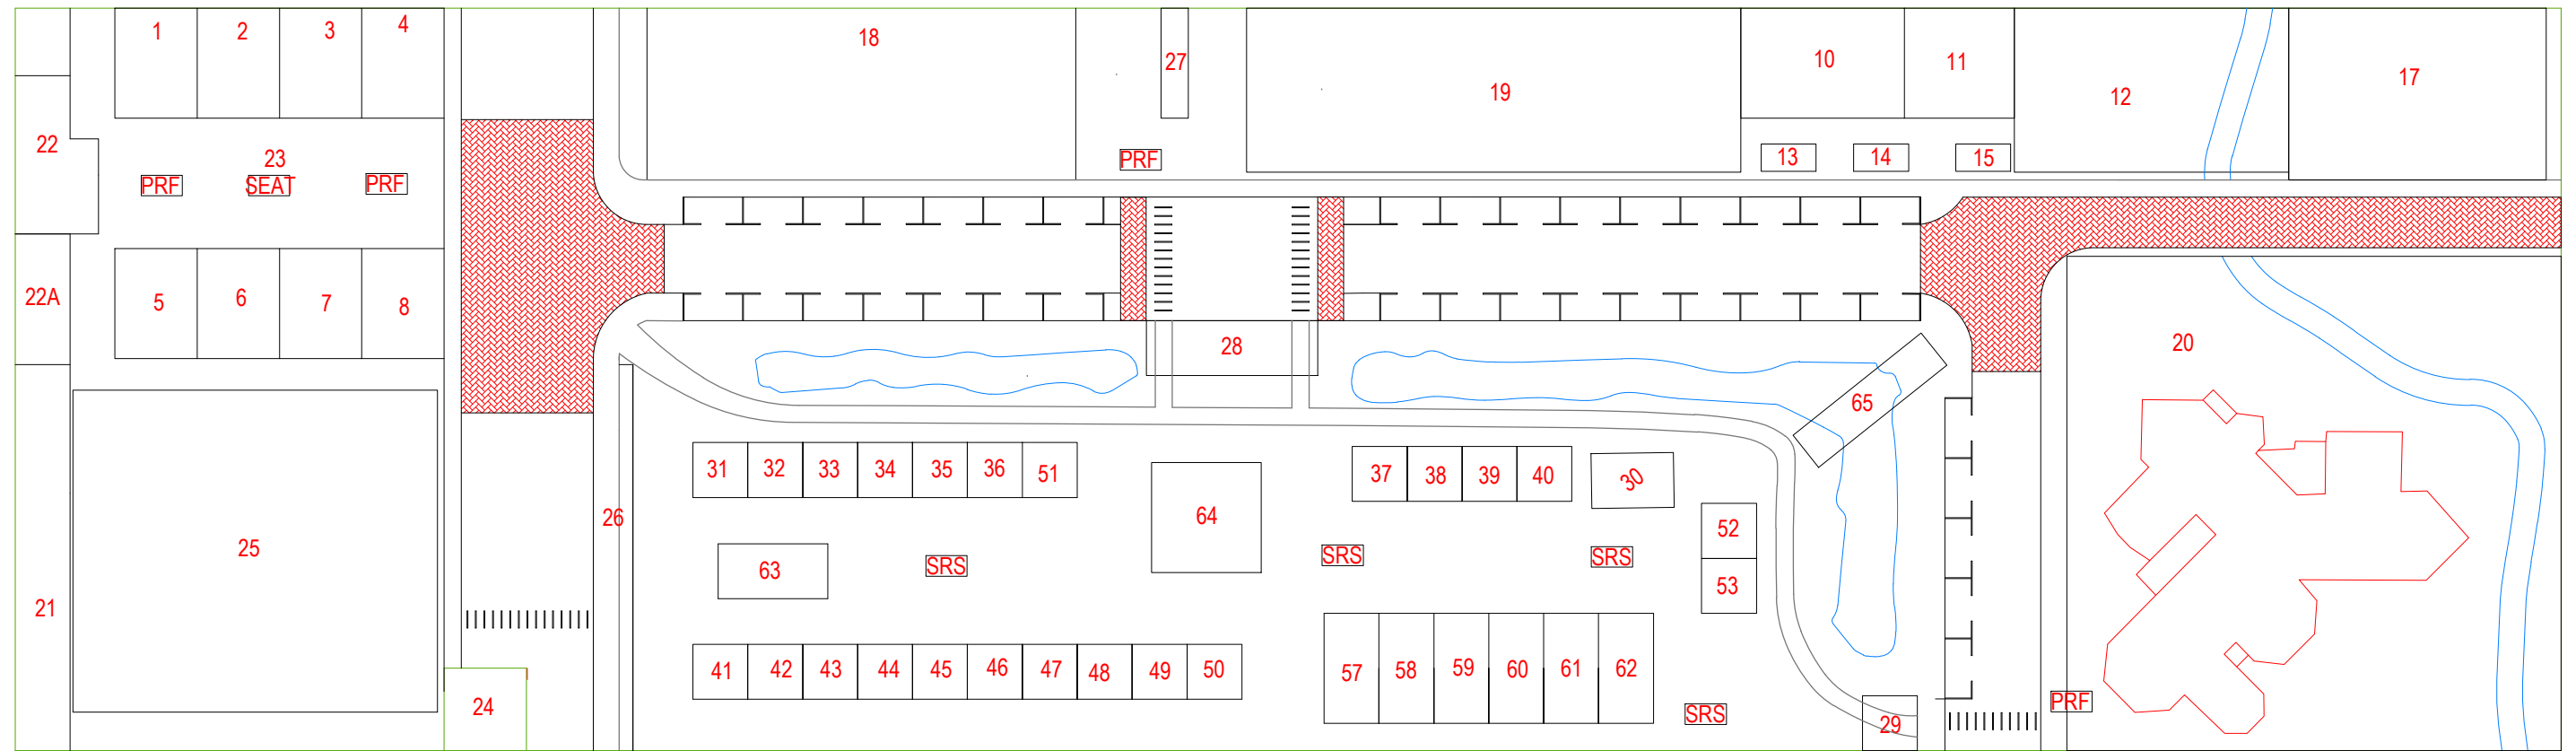 1 2 3 4 18 27 19 10 11 12 17
22 23 PRF 13 14 15
PRF SEAT PRF
22A 5 6 7 8
28 20
65
31 32 33 34 35 36 51 64 37 38 39 40 30
25 26 52
63 SRS SRS SRS 53
21
41 42 43 44 45 46 47 48 49 50 57 58 59 60 61 62
24 SRS 29 PRF